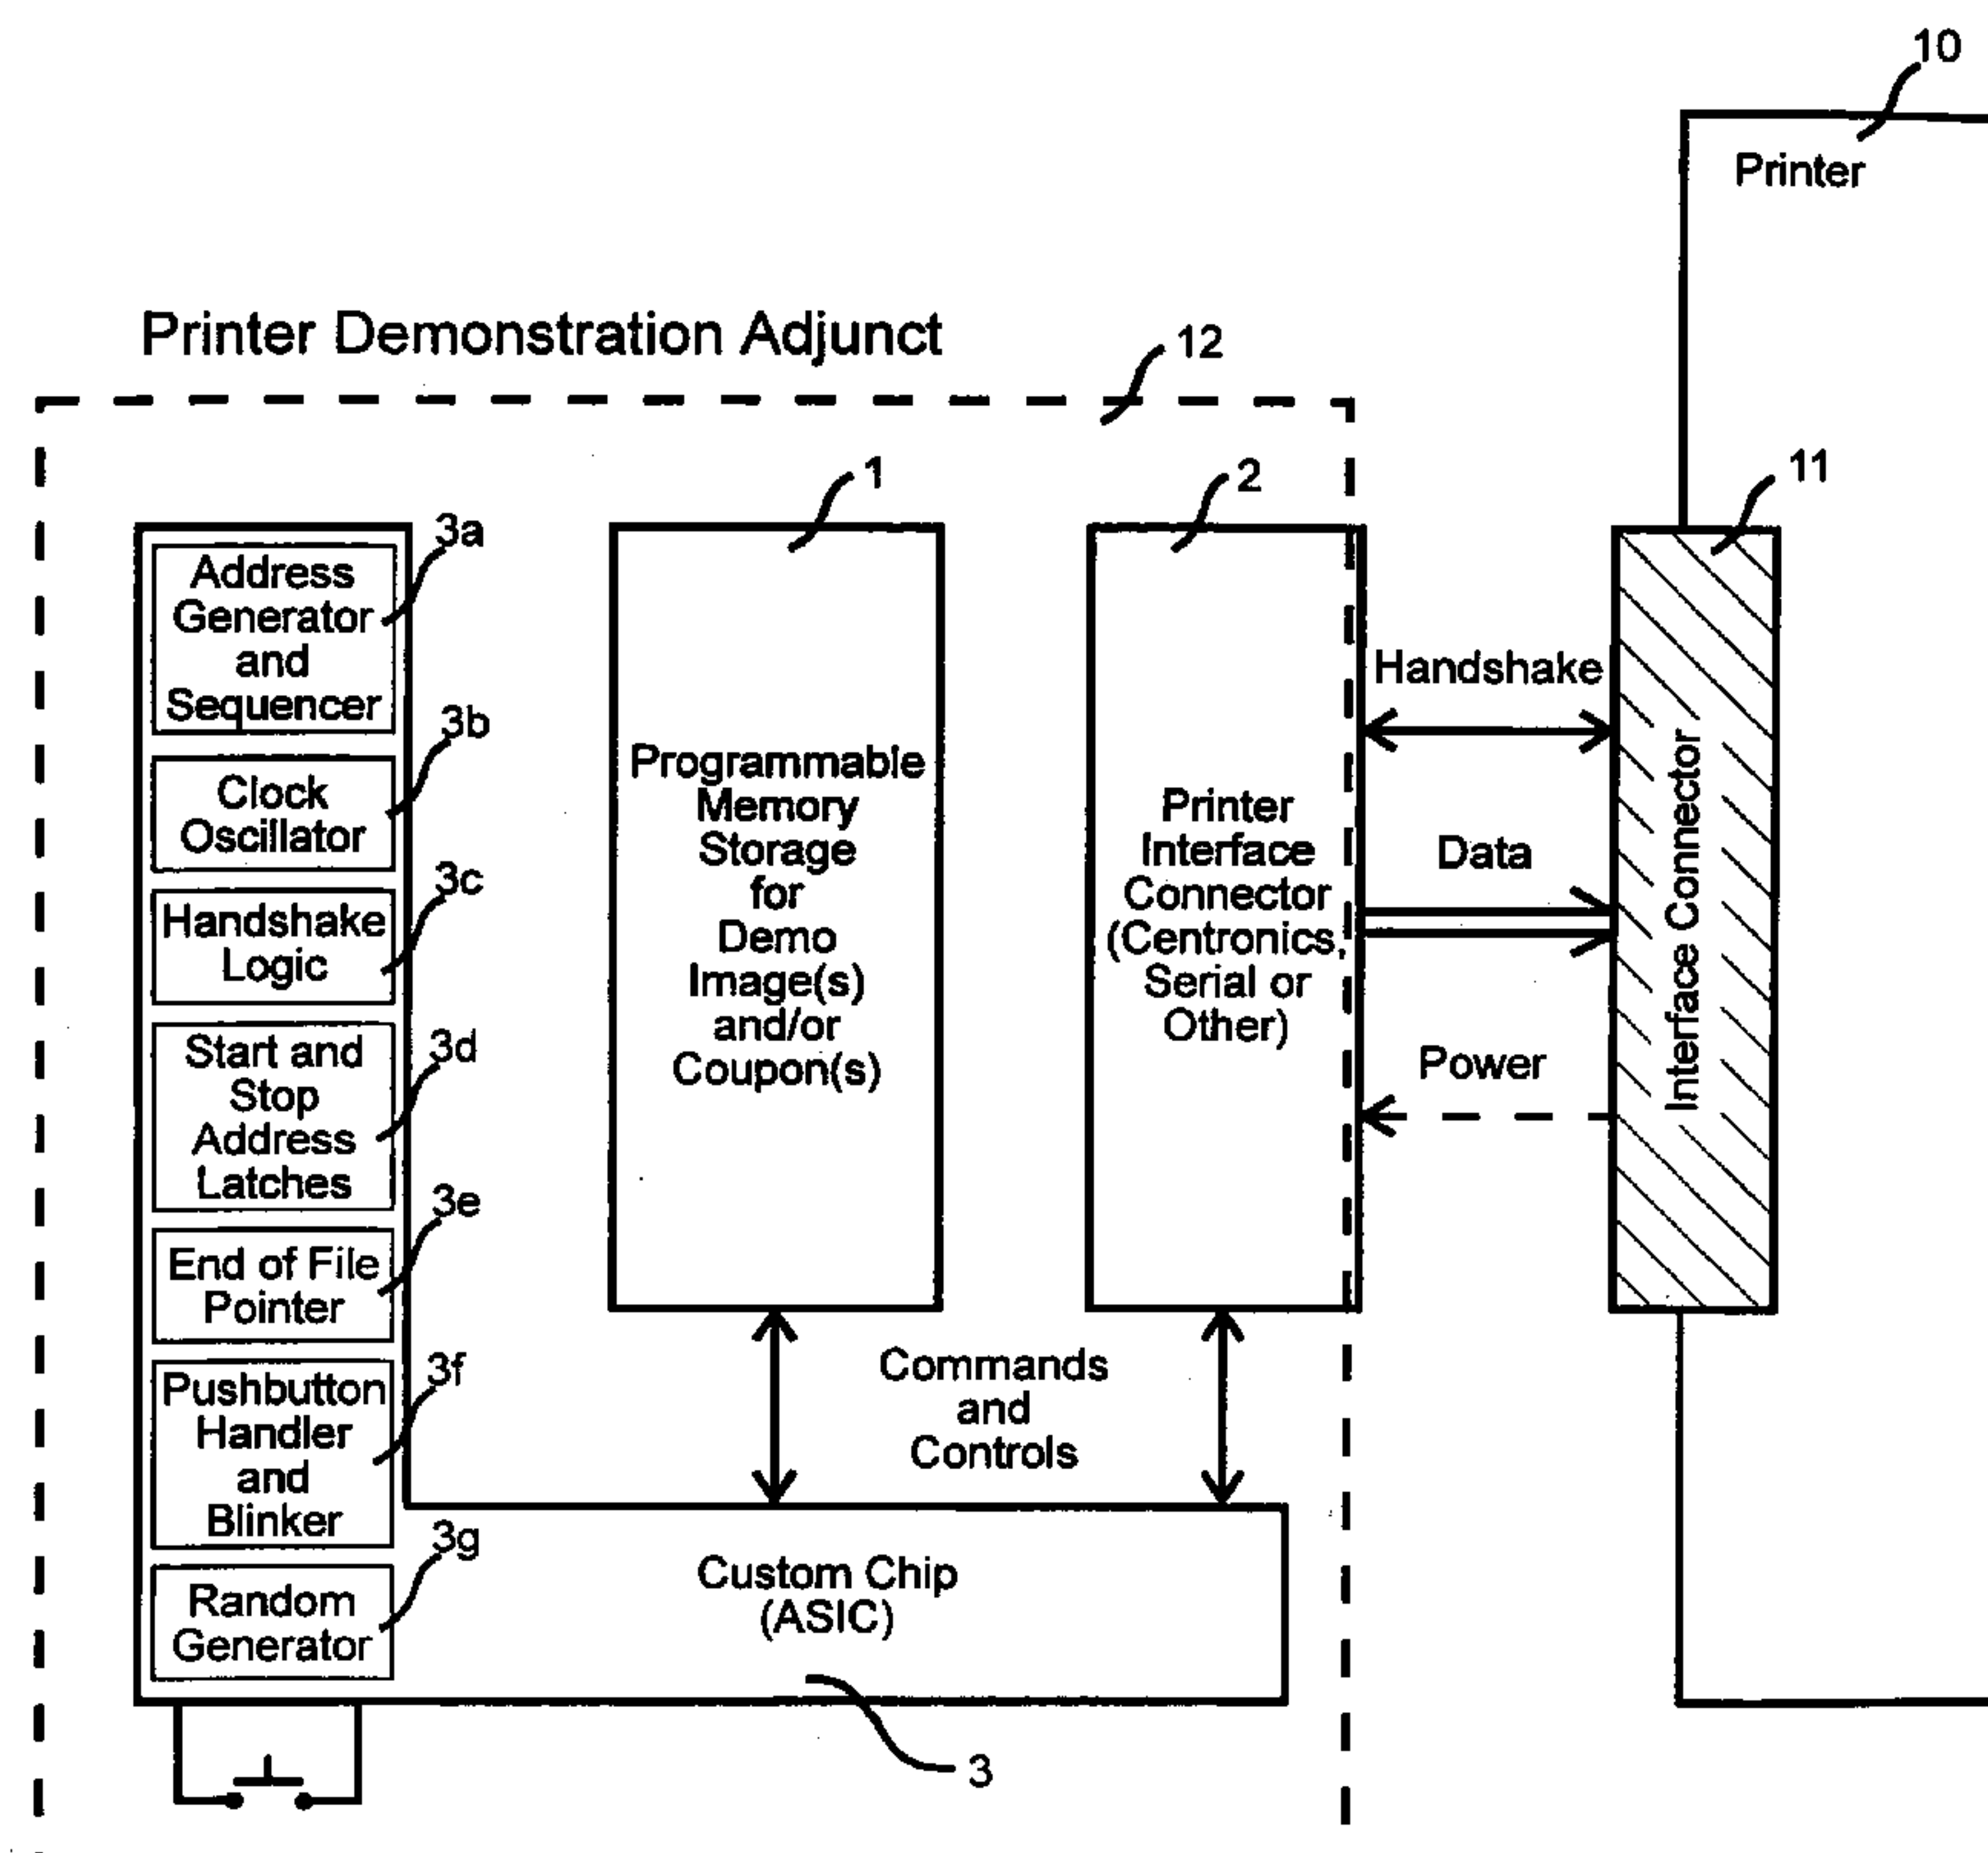 10
Printer
Printer Demonstration Adjunct
12
1
2
11
3a
Address
Generator
and
Sequencer
3b
Clock
Oscillator
3c
Handshake
Logic
3d
Start and
Stop
Address
Latches
3e
End of File
Pointer
3f
Pushbutton
Handler
and
Blinker
3g
Random
Generator
Programmable
Memory
Storage
for
Demo
Image(s)
and/or
Coupon(s)
Printer
Interface
Connector
(Centronics,
Serial or
Other)
Handshake
Data
Power
Interface Connector
Commands
and
Controls
Custom Chip
(ASIC)
3